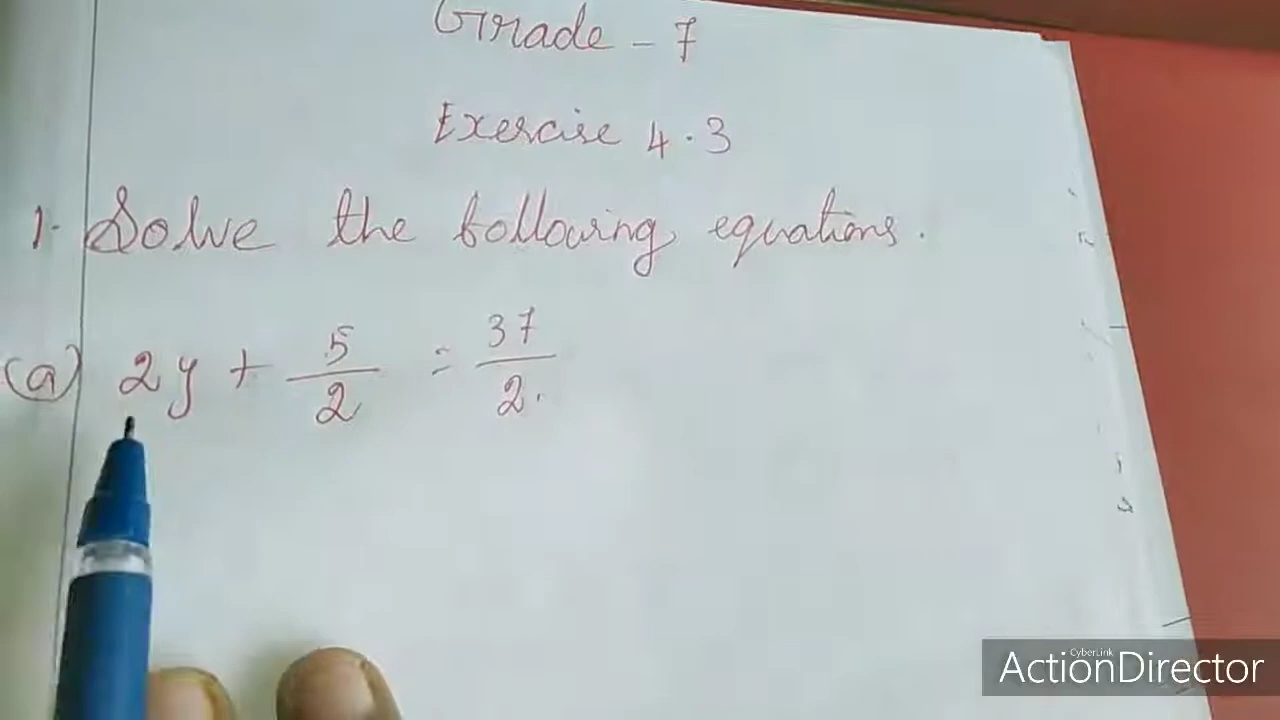 Grade - 7
Exercise 4.3
1. Solve the following equations.
(a) 2y + 5/2 = 37/2.
CyberLink
ActionDirector